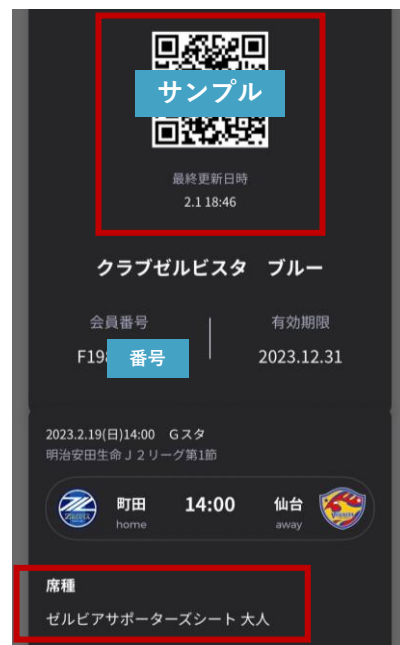 サンプル
最終更新日時
2.1 18:46
クラブゼルビスタ ブルー
会員番号 有効期限
F19 番号 2023.12.31
2023.2.19(日)14:00 Gスタ
明治安田生命Ｊ２リーグ第1節
町田 14:00 仙台
home away
席種
ゼルビアサポーターズシート 大人